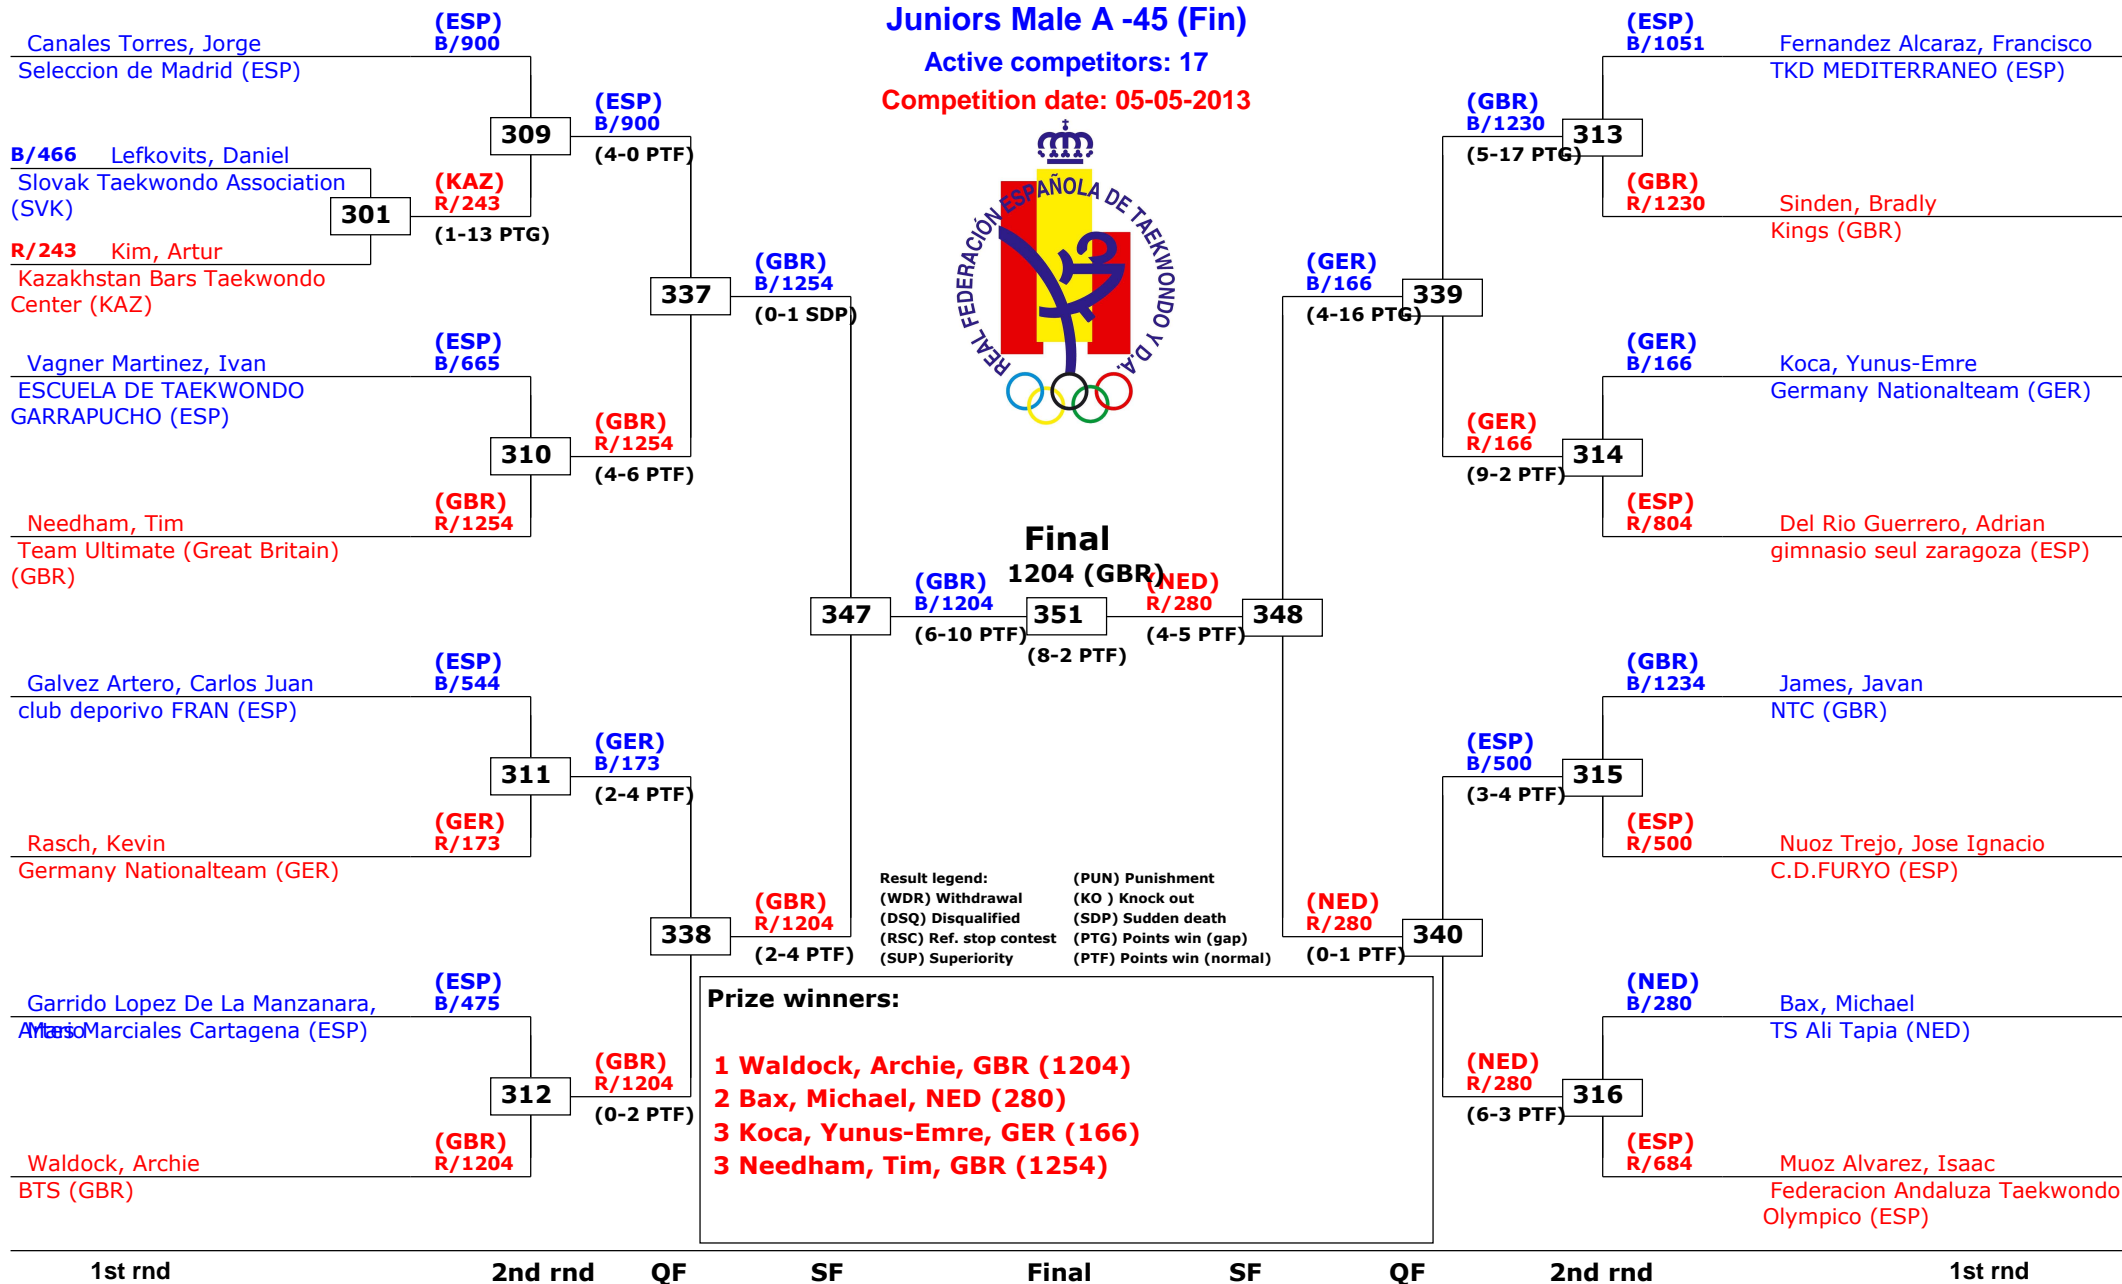 Juniors Male A -45 (Fin)
Active competitors: 17
Competition date: 05-05-2013
REAL FEDERACIÓN ESPAÑOLA DE TAEKWONDO Y D.A.
(ESP)
B/900
Canales Torres, Jorge
Seleccion de Madrid (ESP)
309
(ESP)
B/900
(4-0 PTF)
B/466 Lefkovits, Daniel
Slovak Taekwondo Association
(SVK)
301
(KAZ)
R/243
(1-13 PTG)
R/243 Kim, Artur
Kazakhstan Bars Taekwondo
Center (KAZ)
337
(GBR)
B/1254
(0-1 SDP)
(ESP)
B/665
Vagner Martinez, Ivan
ESCUELA DE TAEKWONDO
GARRAPUCHO (ESP)
310
(GBR)
R/1254
(4-6 PTF)
(GBR)
R/1254
Needham, Tim
Team Ultimate (Great Britain)
(GBR)
347
(GBR)
B/1204
(6-10 PTF)
(ESP)
B/544
Galvez Artero, Carlos Juan
club deporivo FRAN (ESP)
311
(GER)
B/173
(2-4 PTF)
(GER)
R/173
Rasch, Kevin
Germany Nationalteam (GER)
338
(GBR)
R/1204
(2-4 PTF)
(ESP)
B/475
Garrido Lopez De La Manzanara,
Mario
Artes Marciales Cartagena (ESP)
312
(GBR)
R/1204
(0-2 PTF)
(GBR)
R/1204
Waldock, Archie
BTS (GBR)
Final
1204 (GBR)
351
(8-2 PTF)
(NED)
R/280
(4-5 PTF)
348
(ESP)
B/1051
Fernandez Alcaraz, Francisco
TKD MEDITERRANEO (ESP)
(GBR)
B/1230
(5-17 PTG)
313
(GBR)
R/1230
Sinden, Bradly
Kings (GBR)
(GER)
B/166
(4-16 PTG)
339
(GER)
B/166
Koca, Yunus-Emre
Germany Nationalteam (GER)
(GER)
R/166
(9-2 PTF)
314
(ESP)
R/804
Del Rio Guerrero, Adrian
gimnasio seul zaragoza (ESP)
(GBR)
B/1234
James, Javan
NTC (GBR)
(ESP)
B/500
(3-4 PTF)
315
(ESP)
R/500
Nuoz Trejo, Jose Ignacio
C.D.FURYO (ESP)
(NED)
R/280
(0-1 PTF)
340
(NED)
B/280
Bax, Michael
TS Ali Tapia (NED)
(NED)
R/280
(6-3 PTF)
316
(ESP)
R/684
Muoz Alvarez, Isaac
Federacion Andaluza Taekwondo
Olympico (ESP)
Result legend:
(WDR) Withdrawal
(DSQ) Disqualified
(RSC) Ref. stop contest
(SUP) Superiority
(PUN) Punishment
(KO ) Knock out
(SDP) Sudden death
(PTG) Points win (gap)
(PTF) Points win (normal)
Prize winners:
1 Waldock, Archie, GBR (1204)
2 Bax, Michael, NED (280)
3 Koca, Yunus-Emre, GER (166)
3 Needham, Tim, GBR (1254)
1st rnd 2nd rnd QF SF Final SF QF 2nd rnd 1st rnd